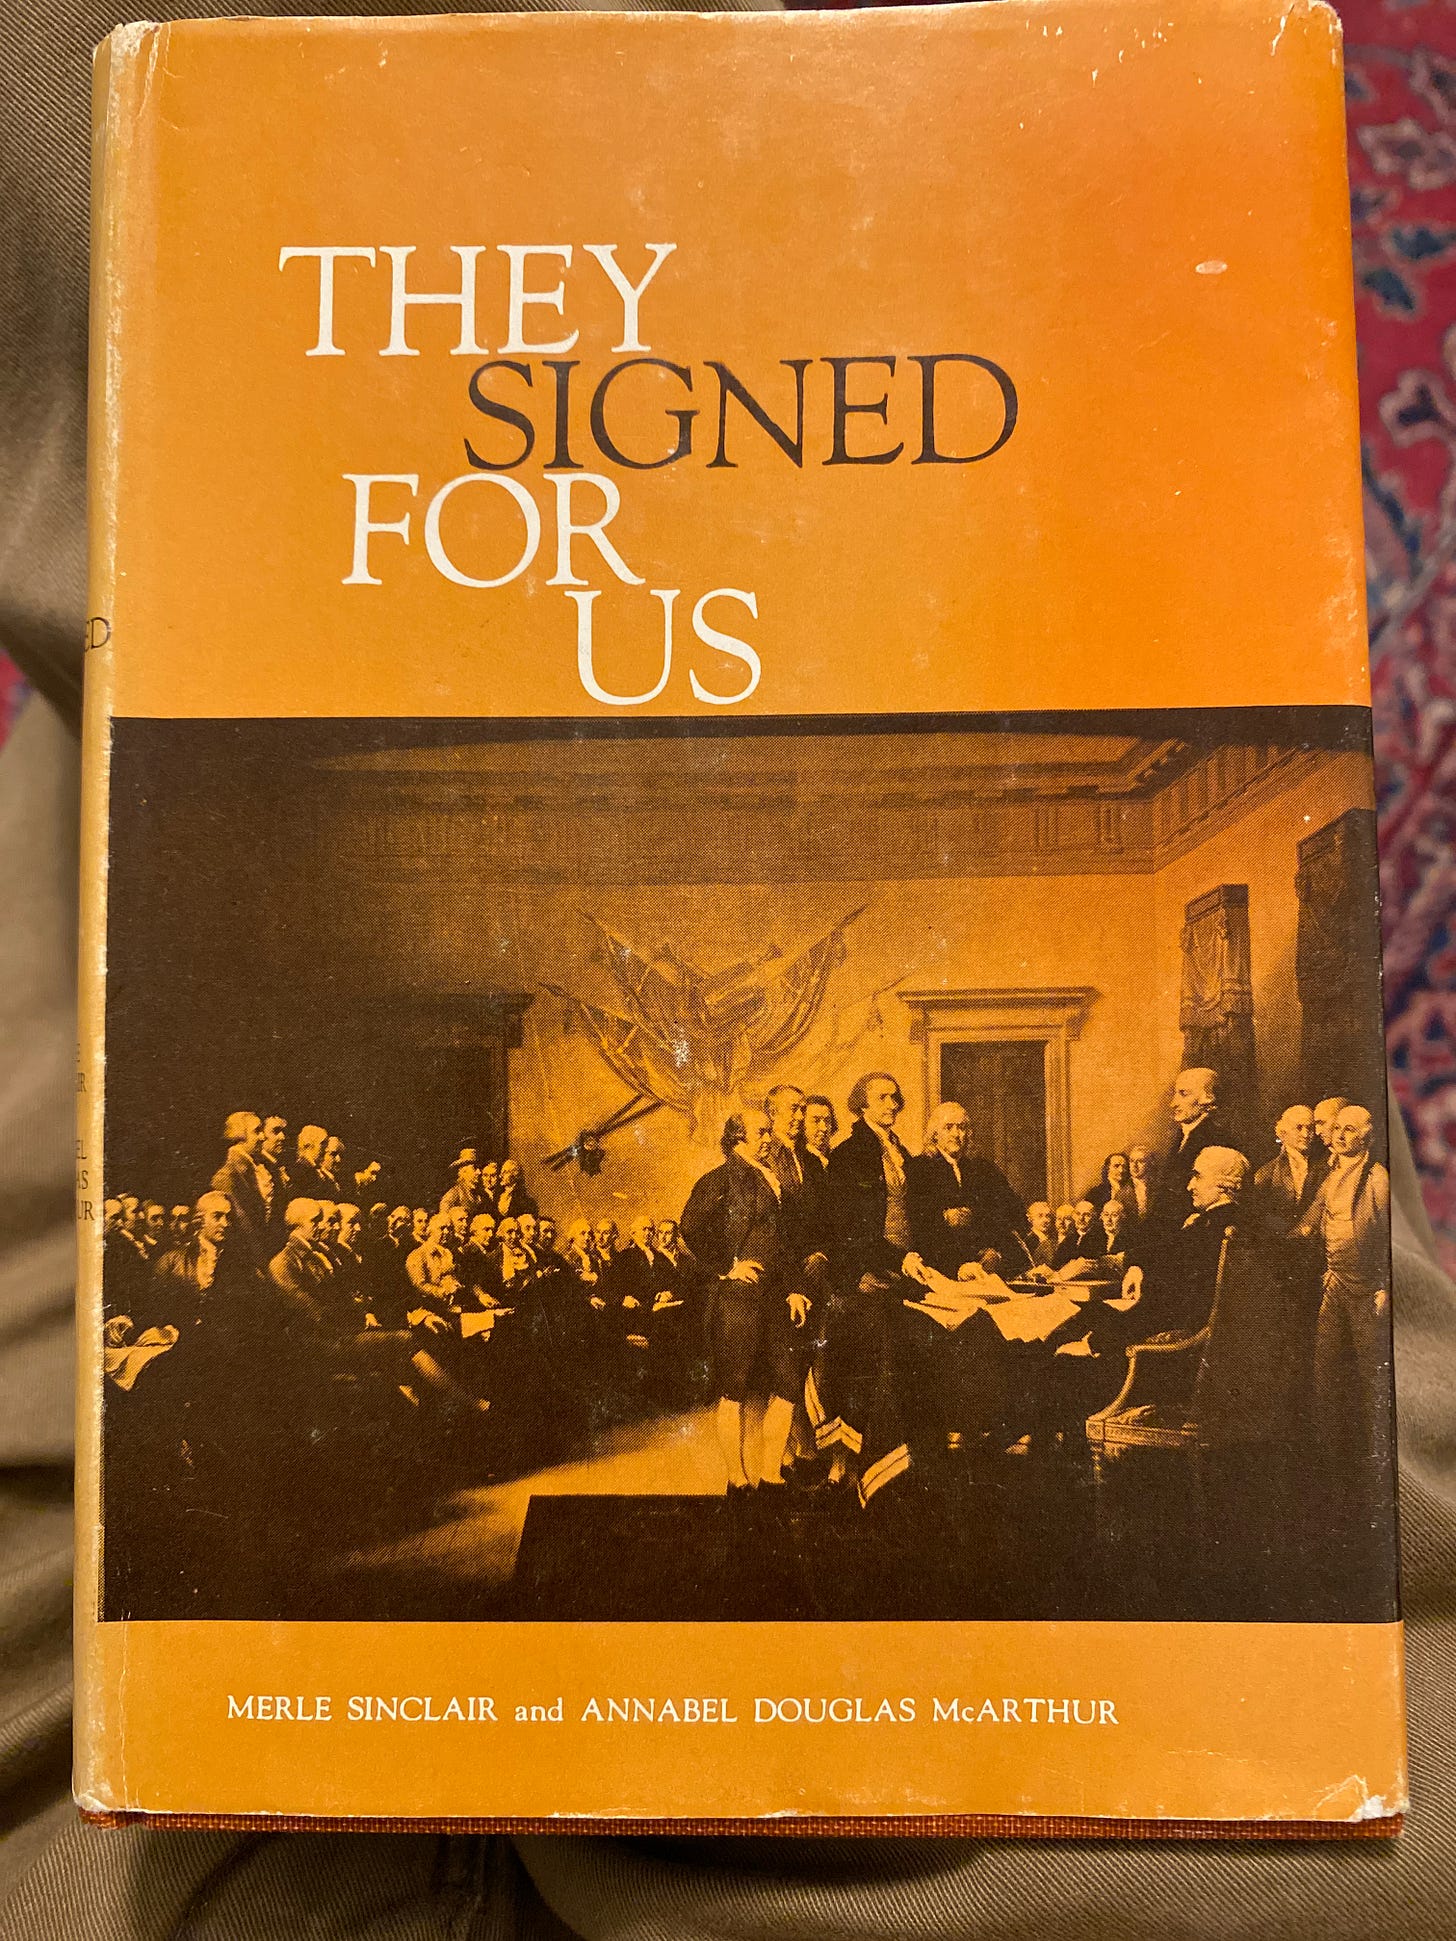 THEY
SIGNED
FOR
US
MERLE SINCLAIR and ANNABEL DOUGLAS McARTHUR